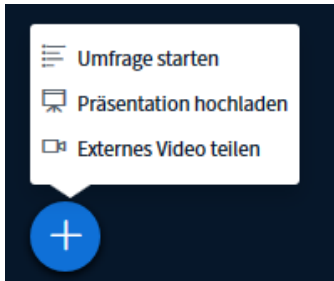 Umfrage starten
Präsentation hochladen
Externes Video teilen